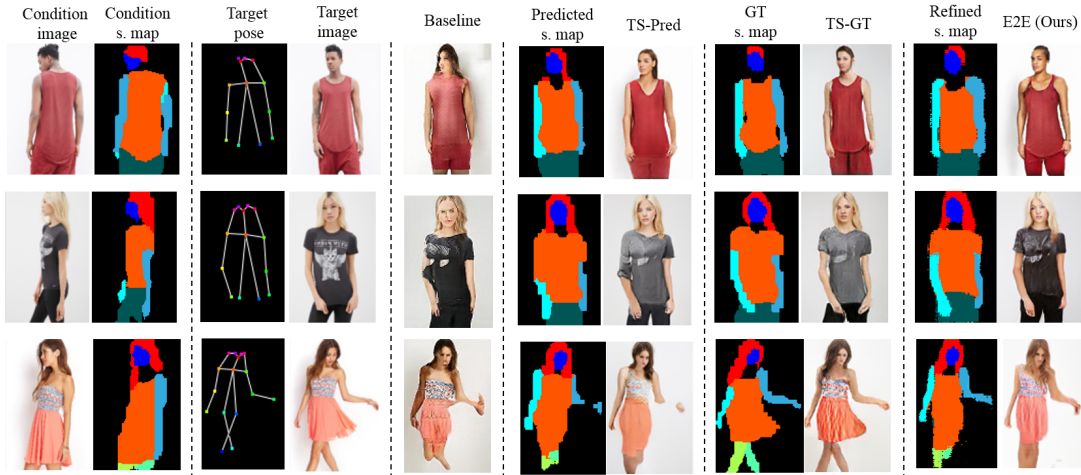 Condition image
Condition s. map
Target pose
Target image
Baseline
Predicted s. map
TS-Pred
GT s. map
TS-GT
Refined s. map
E2E (Ours)